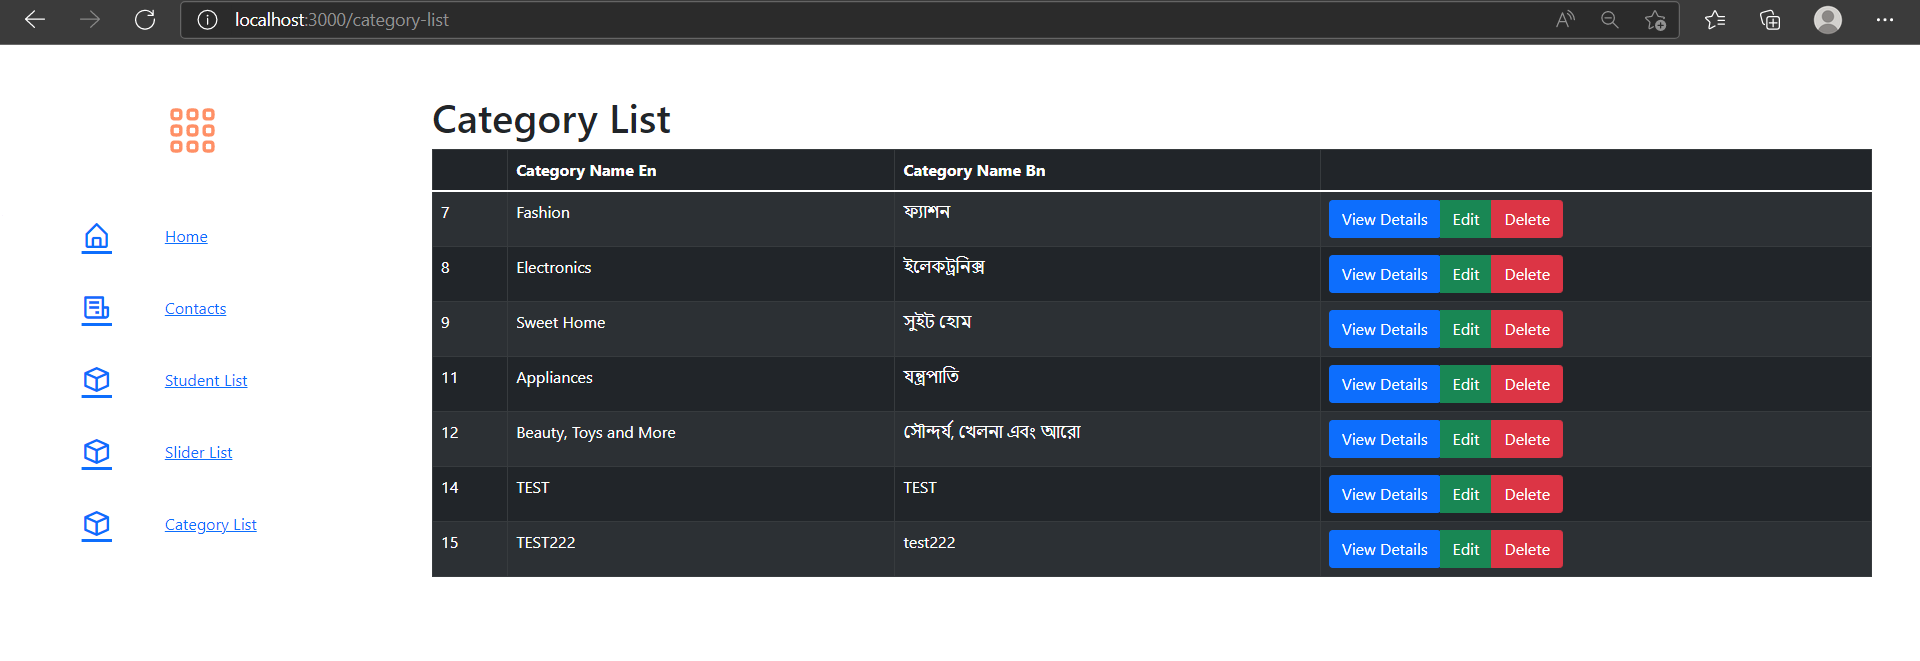 localhost:3000/category-list
Category List
Category Name En Category Name Bn
7 Fashion ফ্যাশন View Details Edit Delete
Home
8 Electronics ইলেকট্রনিক্স View Details Edit Delete
Contacts
9 Sweet Home সুইট হোম View Details Edit Delete
Student List
11 Appliances যন্ত্রপাতি View Details Edit Delete
12 Beauty, Toys and More সৌন্দর্য, খেলনা এবং আরো View Details Edit Delete
Slider List
14 TEST TEST View Details Edit Delete
Category List
15 TEST222 test222 View Details Edit Delete